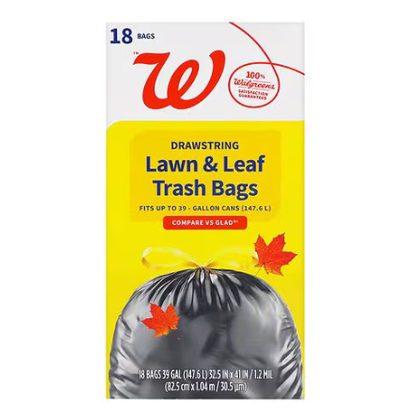 18 BAGS
W™
100%
Walgreens
SATISFACTION
GUARANTEED
DRAWSTRING
Lawn & Leaf
Trash Bags
FITS UP TO 39 - GALLON CANS (147.6 L)
COMPARE VS GLAD®*
18 BAGS 39 GAL (147.6 L) 32.5 IN x 41 IN / 1.2 MIL
(82.5 cm x 1.04 m / 30.5 µm)